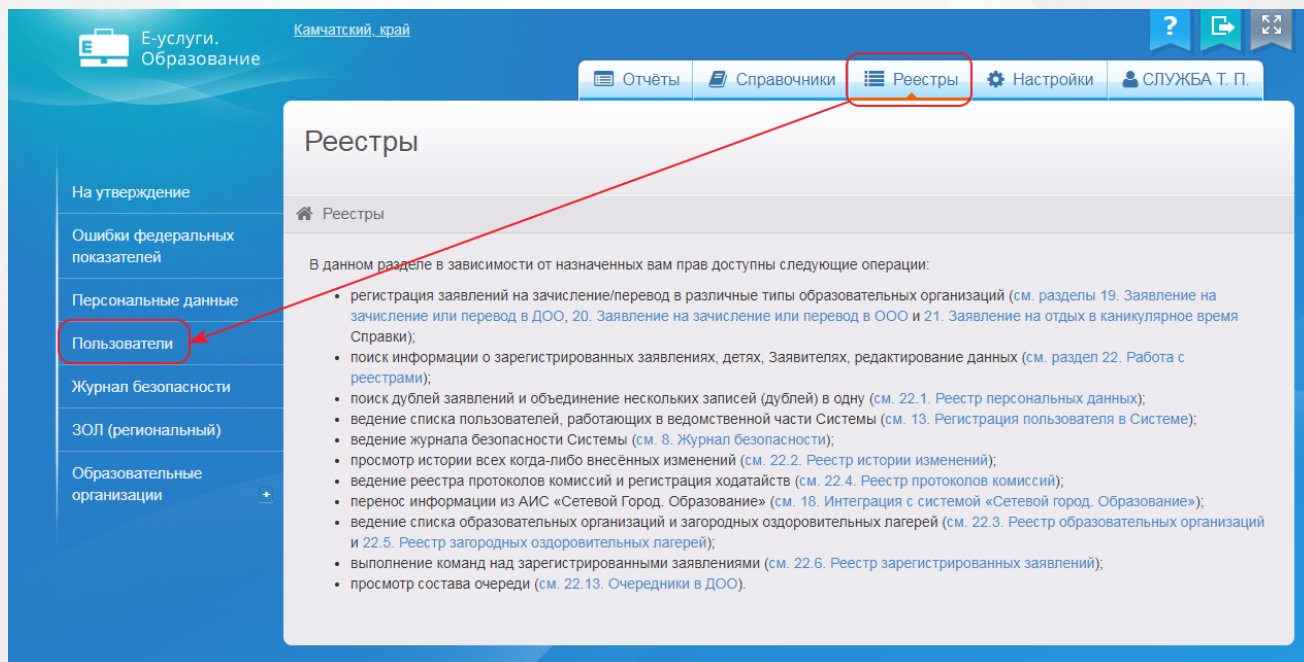 Е-услуги.
Образование
Камчатский, край
?
Отчёты
Справочники
Реестры
Настройки
СЛУЖБА Т. П.
Реестры
На утверждение
Ошибки федеральных
показателей
Персональные данные
Пользователи
Журнал безопасности
ЗОЛ (региональный)
Образовательные
организации +
Реестры
В данном разделе в зависимости от назначенных вам прав доступны следующие операции:
• регистрация заявлений на зачисление/перевод в различные типы образовательных организаций (см. разделы 19. Заявление на
зачисление или перевод в ДОО, 20. Заявление на зачисление или перевод в ООО и 21. Заявление на отдых в каникулярное время
Справки);
• поиск информации о зарегистрированных заявлениях, детях, Заявителях, редактирование данных (см. раздел 22. Работа с
реестрами);
• поиск дублей заявлений и объединение нескольких записей (дублей) в одну (см. 22.1. Реестр персональных данных);
• ведение списка пользователей, работающих в ведомственной части Системы (см. 13. Регистрация пользователя в Системе);
• ведение журнала безопасности Системы (см. 8. Журнал безопасности);
• просмотр истории всех когда-либо внесённых изменений (см. 22.2. Реестр истории изменений);
• ведение реестра протоколов комиссий и регистрация ходатайств (см. 22.4. Реестр протоколов комиссий);
• перенос информации из АИС «Сетевой Город. Образование» (см. 18. Интеграция с системой «Сетевой город. Образование»);
• ведение списка образовательных организаций и загородных оздоровительных лагерей (см. 22.3. Реестр образовательных организаций
и 22.5. Реестр загородных оздоровительных лагерей);
• выполнение команд над зарегистрированными заявлениями (см. 22.6. Реестр зарегистрированных заявлений);
• просмотр состава очереди (см. 22.13. Очередники в ДОО).